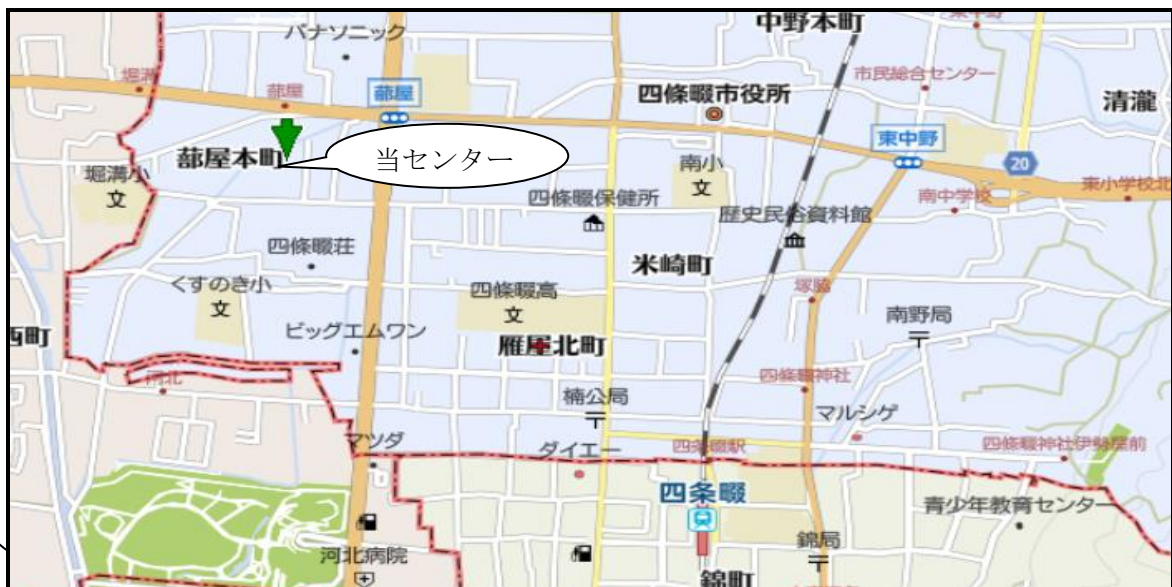 パナソニック
中野本町
堀溝
蔀屋
蔀屋
四條畷市役所
市民総合センター
清瀧
東中野
20
蔀屋本町
当センター
堀溝小
文
南小
文
四條畷保健所
歴史民俗資料館
南中学校
東小学校北
四條畷荘
米崎町
くすのき小
文
四條畷高
文
塚脇
南野局
西町
ビッグエムワン
雁屋北町
河北
四條畷神社
楠公局
マルシゲ
マツダ
ダイエー
四条畷駅
四條畷神社伊勢屋前
四条畷
青少年教育センター
河北病院
錦局
錦町